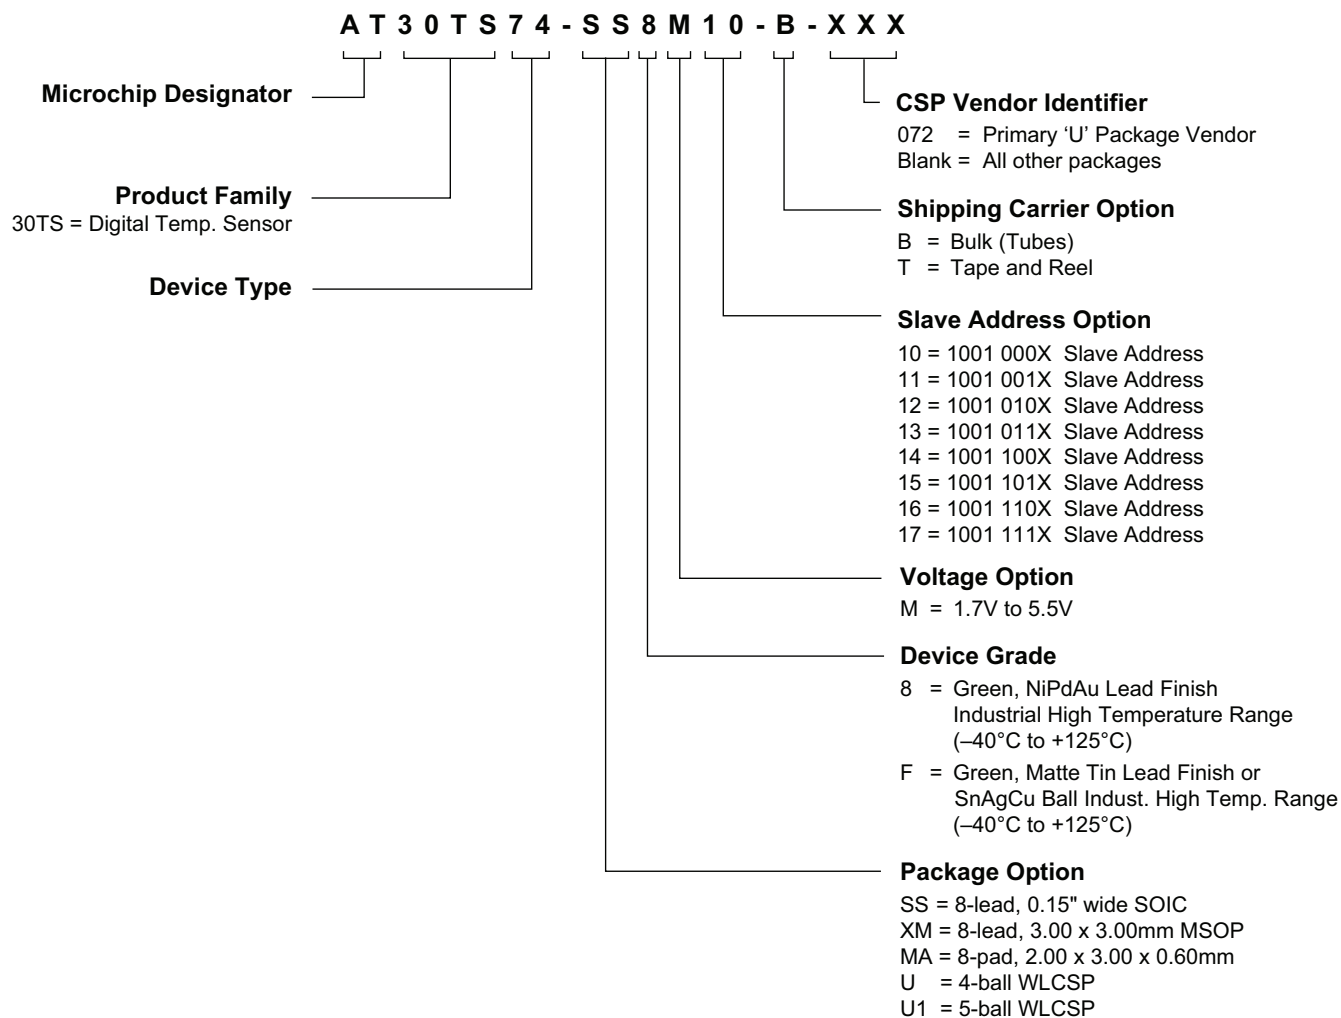 A T 3 0 T S 7 4 - S S 8 M 1 0 - B - X X X
Microchip Designator
Product Family
30TS = Digital Temp. Sensor
Device Type
CSP Vendor Identifier
072 = Primary ‘U’ Package Vendor
Blank = All other packages
Shipping Carrier Option
B = Bulk (Tubes)
T = Tape and Reel
Slave Address Option
10 = 1001 000X Slave Address
11 = 1001 001X Slave Address
12 = 1001 010X Slave Address
13 = 1001 011X Slave Address
14 = 1001 100X Slave Address
15 = 1001 101X Slave Address
16 = 1001 110X Slave Address
17 = 1001 111X Slave Address
Voltage Option
M = 1.7V to 5.5V
Device Grade
8 = Green, NiPdAu Lead Finish
Industrial High Temperature Range
(–40°C to +125°C)
F = Green, Matte Tin Lead Finish or
SnAgCu Ball Indust. High Temp. Range
(–40°C to +125°C)
Package Option
SS = 8-lead, 0.15" wide SOIC
XM = 8-lead, 3.00 x 3.00mm MSOP
MA = 8-pad, 2.00 x 3.00 x 0.60mm
U = 4-ball WLCSP
U1 = 5-ball WLCSP